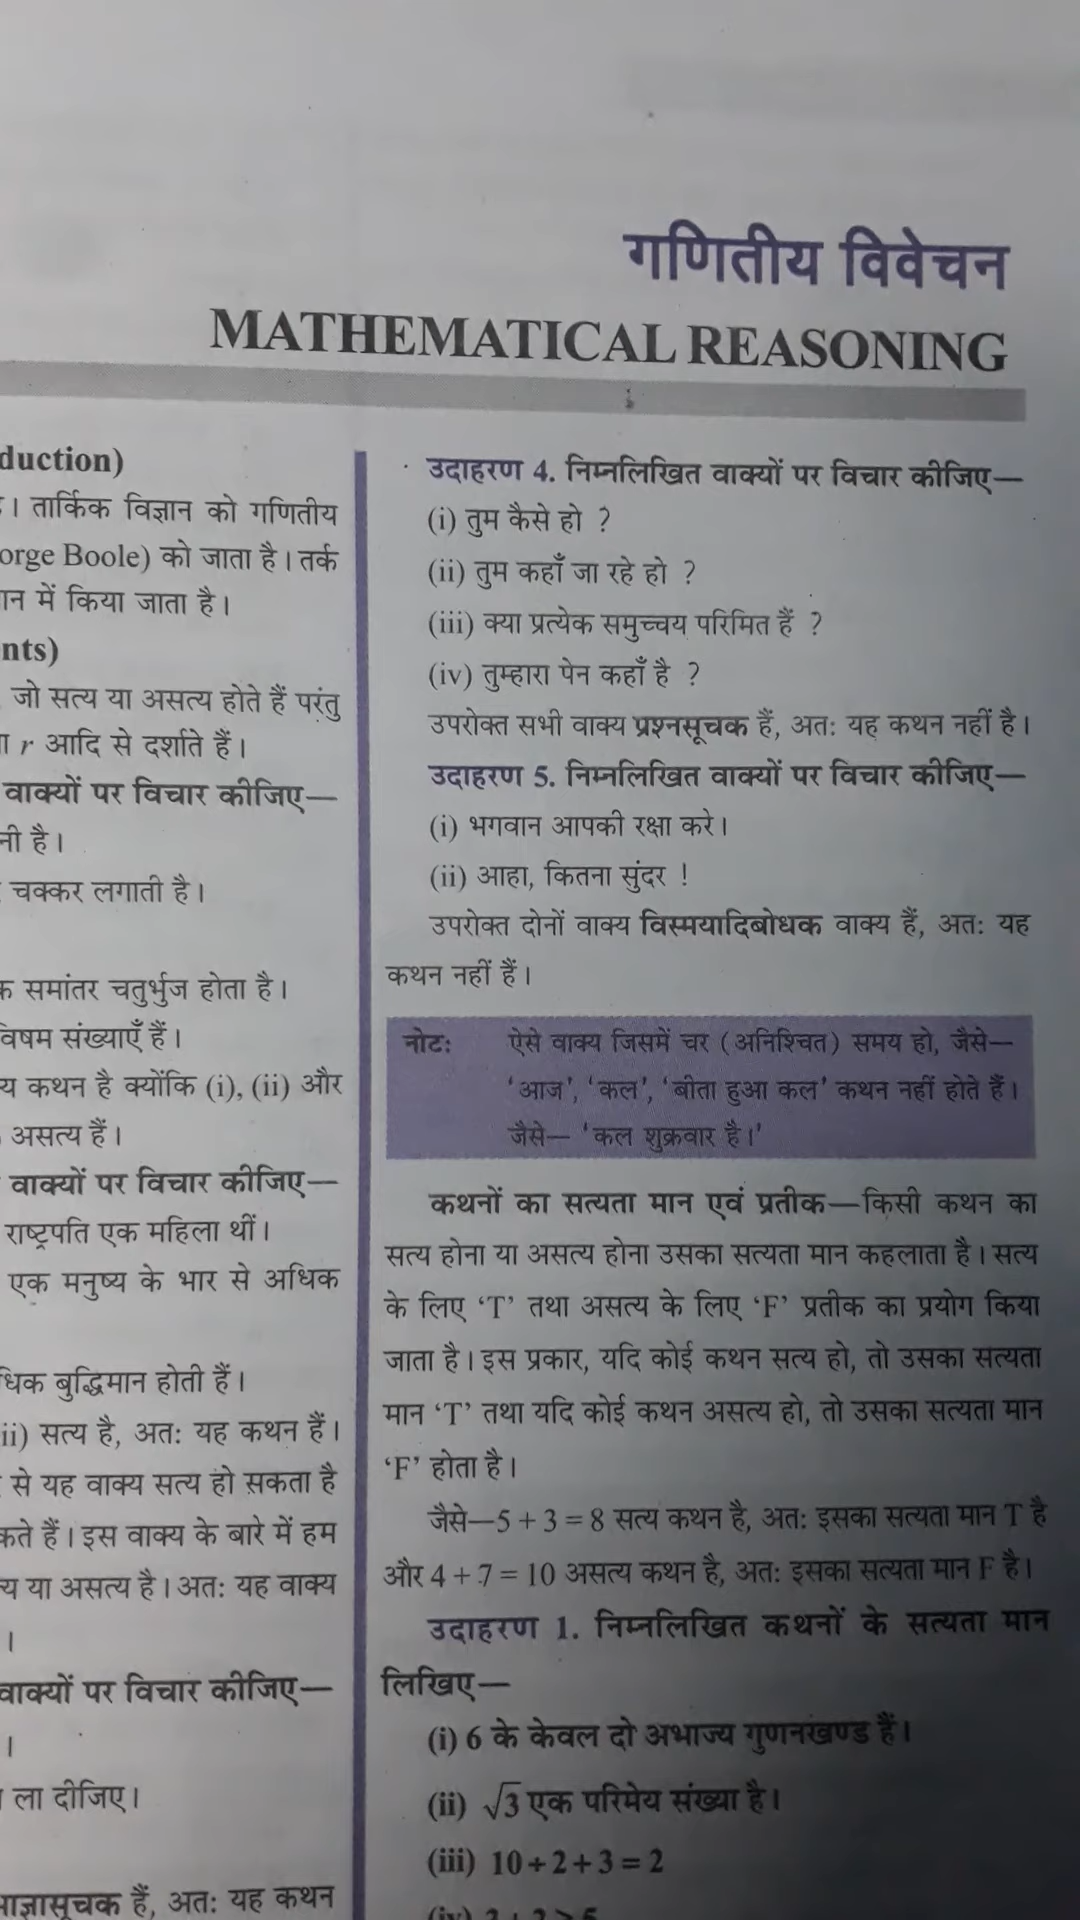 गणितीय विवेचन
MATHEMATICAL REASONING
duction)
। तार्किक विज्ञान को गणितीय
orge Boole) को जाता है। तर्क
में किया जाता है।
nts)
जो सत्य या असत्य होते हैं परंतु
r आदि से दर्शाते हैं।
वाक्यों पर विचार कीजिए—
है।
चक्कर लगाती है।
समांतर चतुर्भुज होता है।
विषम संख्याएँ हैं।
कथन है क्योंकि (i), (ii) और
असत्य हैं।
वाक्यों पर विचार कीजिए—
राष्ट्रपति एक महिला थीं।
एक मनुष्य के भार से अधिक
धिक बुद्धिमान होती हैं।
ii) सत्य है, अतः यह कथन हैं।
से यह वाक्य सत्य हो सकता है
कते हैं। इस वाक्य के बारे में हम
या असत्य है। अतः यह वाक्य
।
वाक्यों पर विचार कीजिए—
।
ला दीजिए।
आज्ञासूचक हैं, अतः यह कथन
उदाहरण 4. निम्नलिखित वाक्यों पर विचार कीजिए—
(i) तुम कैसे हो ?
(ii) तुम कहाँ जा रहे हो ?
(iii) क्या प्रत्येक समुच्चय परिमित हैं ?
(iv) तुम्हारा पेन कहाँ है ?
उपरोक्त सभी वाक्य प्रश्नसूचक हैं, अतः यह कथन नहीं है।
उदाहरण 5. निम्नलिखित वाक्यों पर विचार कीजिए—
(i) भगवान आपकी रक्षा करे।
(ii) आहा, कितना सुंदर !
उपरोक्त दोनों वाक्य विस्मयादिबोधक वाक्य हैं, अतः यह
कथन नहीं हैं।
नोटः ऐसे वाक्य जिसमें चर (अनिश्चित) समय हो, जैसे—
'आज', 'कल', 'बीता हुआ कल' कथन नहीं होते हैं।
जैसे— 'कल शुक्रवार है।'
कथनों का सत्यता मान एवं प्रतीक—किसी कथन का
सत्य होना या असत्य होना उसका सत्यता मान कहलाता है। सत्य
के लिए ‘T’ तथा असत्य के लिए ‘F’ प्रतीक का प्रयोग किया
जाता है। इस प्रकार, यदि कोई कथन सत्य हो, तो उसका सत्यता
मान ‘T’ तथा यदि कोई कथन असत्य हो, तो उसका सत्यता मान
‘F’ होता है।
जैसे—5 + 3 = 8 सत्य कथन है, अतः इसका सत्यता मान T है
और 4 + 7 = 10 असत्य कथन है, अतः इसका सत्यता मान F है।
उदाहरण 1. निम्नलिखित कथनों के सत्यता मान
लिखिए—
(i) 6 के केवल दो अभाज्य गुणनखण्ड हैं।
(ii) √3 एक परिमेय संख्या है।
(iii) 10 + 2 + 3 = 2